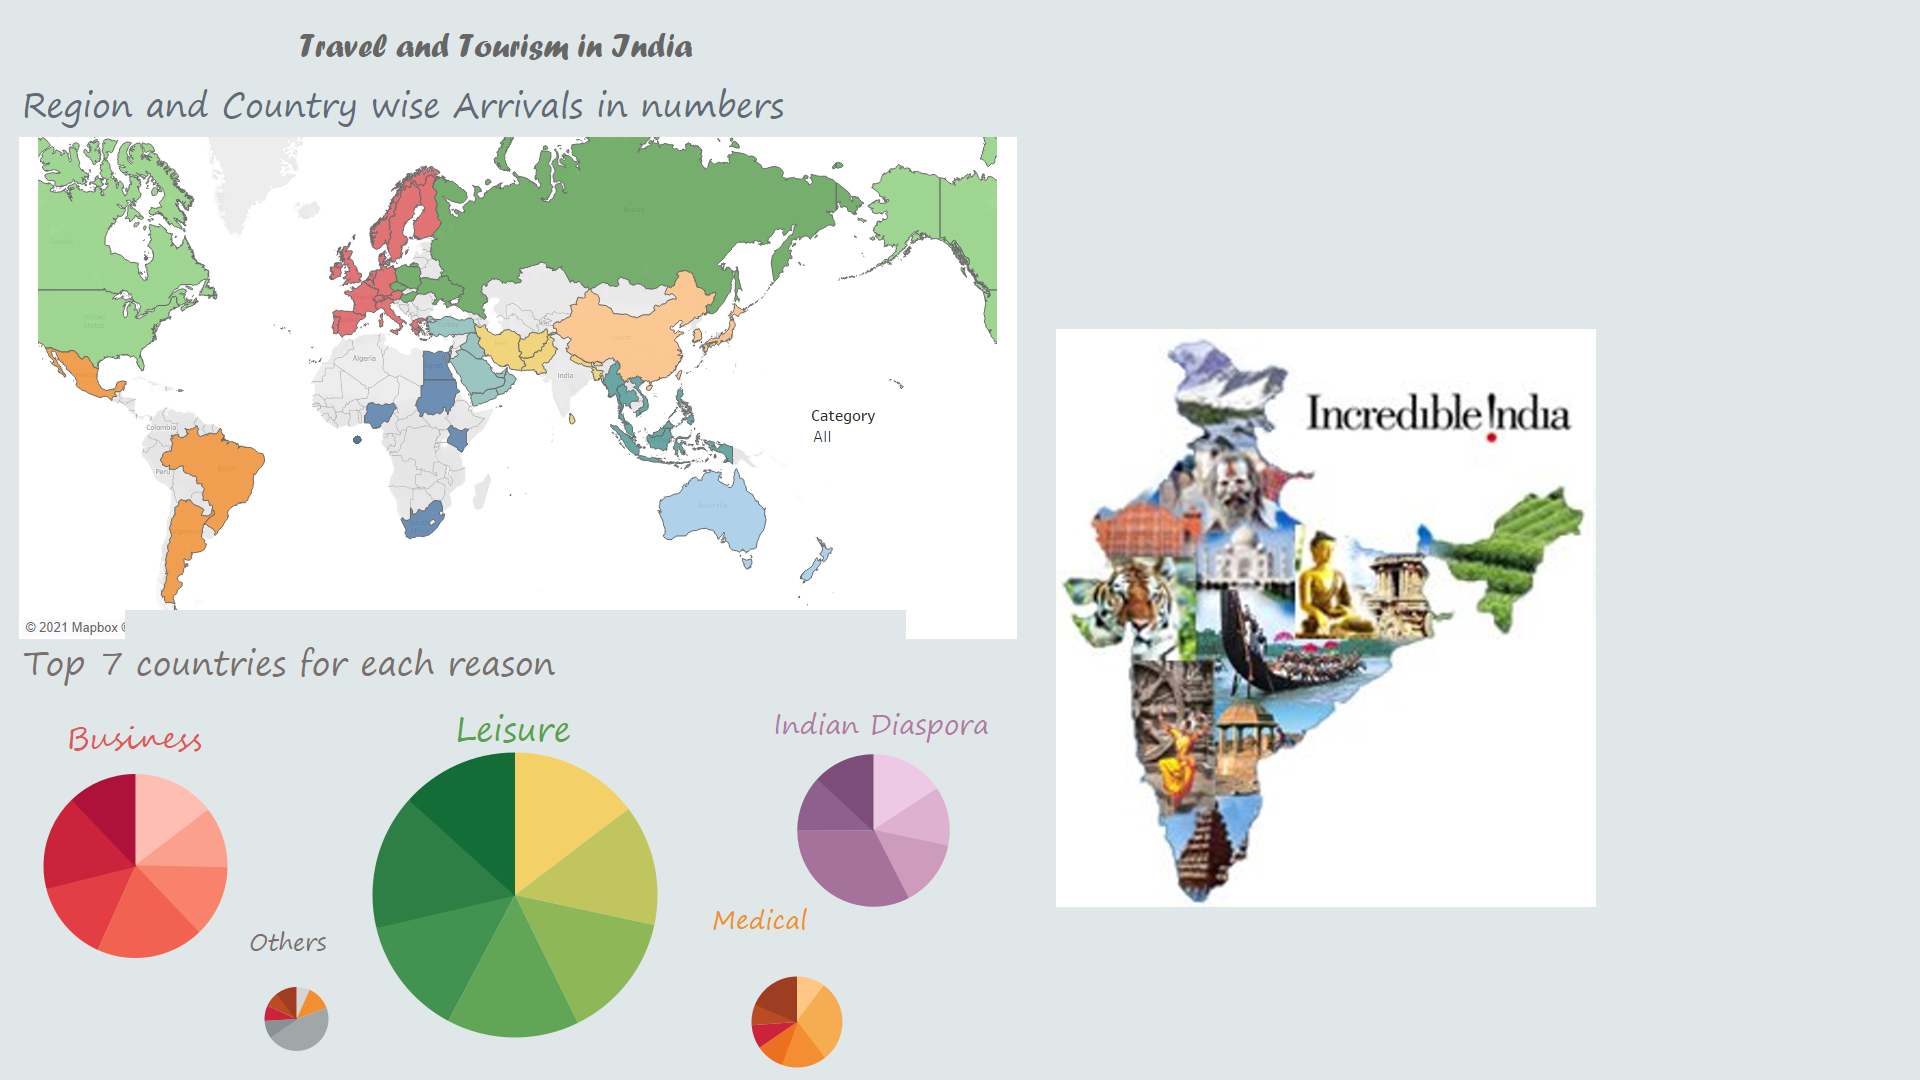 Travel and Tourism in India
Region and Country wise Arrivals in numbers
Canada
United
States
Russia
China
Iran
Algeria
India
Colombia
Peru
Brazil
Australia
Category
All
Incredible !ndia
© 2021 Mapbox ©
Top 7 countries for each reason
Business
Leisure
Indian Diaspora
Others
Medical